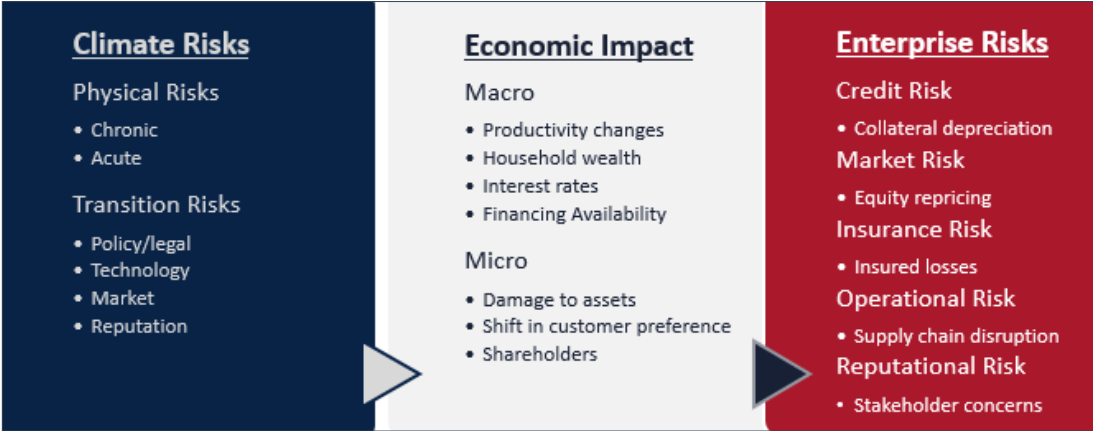 Climate Risks
Physical Risks
• Chronic
• Acute
Transition Risks
• Policy/legal
• Technology
• Market
• Reputation
Economic Impact
Macro
• Productivity changes
• Household wealth
• Interest rates
• Financing Availability
Micro
• Damage to assets
• Shift in customer preference
• Shareholders
Enterprise Risks
Credit Risk
• Collateral depreciation
Market Risk
• Equity repricing
Insurance Risk
• Insured losses
Operational Risk
• Supply chain disruption
Reputational Risk
• Stakeholder concerns